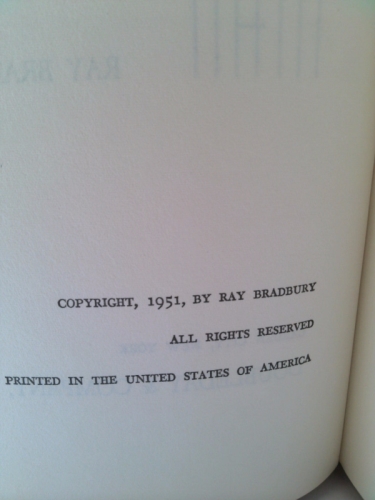 COPYRIGHT, 1951, BY RAY BRADBURY
ALL RIGHTS RESERVED
PRINTED IN THE UNITED STATES OF AMERICA